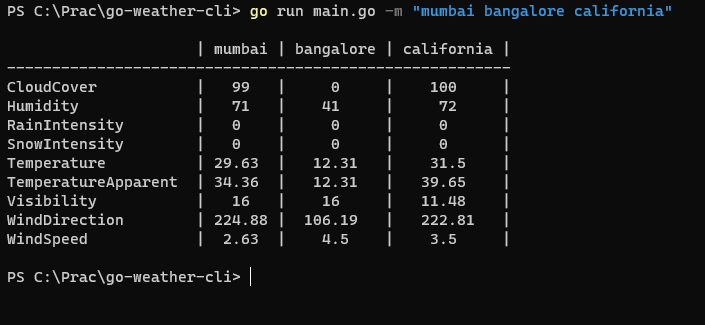 PS C:\Prac\go-weather-cli> go run main.go -m "mumbai bangalore california"
                     | mumbai | bangalore | california |
--------------------------------------------------------
CloudCover           |   99   |     0     |    100     |
Humidity             |   71   |    41     |     72     |
RainIntensity        |   0    |     0     |     0      |
SnowIntensity        |   0    |     0     |     0      |
Temperature          | 29.63  |   12.31   |   31.5     |
TemperatureApparent  | 34.36  |   12.31   |   39.65    |
Visibility           |   16   |    16     |   11.48    |
WindDirection        | 224.88 |  106.19   |   222.81   |
WindSpeed            |  2.63  |    4.5    |    3.5     |
PS C:\Prac\go-weather-cli>